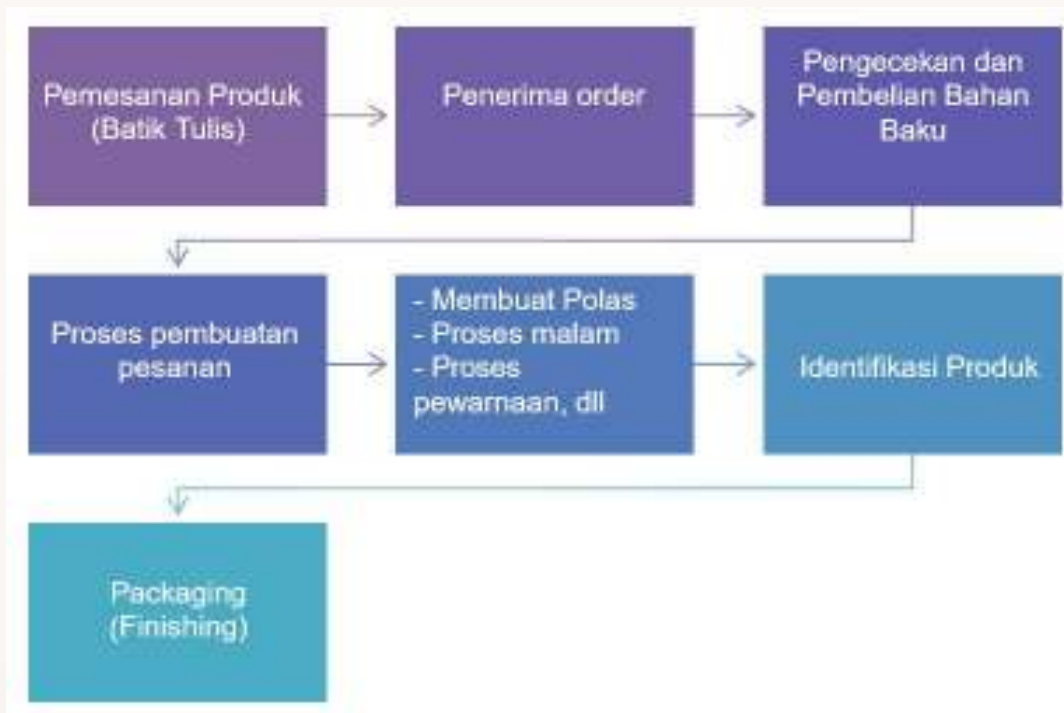 Pemesanan Produk
(Batik Tulis)
Penerima order
Pengecekan dan
Pembelian Bahan
Baku
Proses pembuatan
pesanan
- Membuat Polas
- Proses malam
- Proses
pewarnaan, dll
Identifikasi Produk
Packaging
(Finishing)